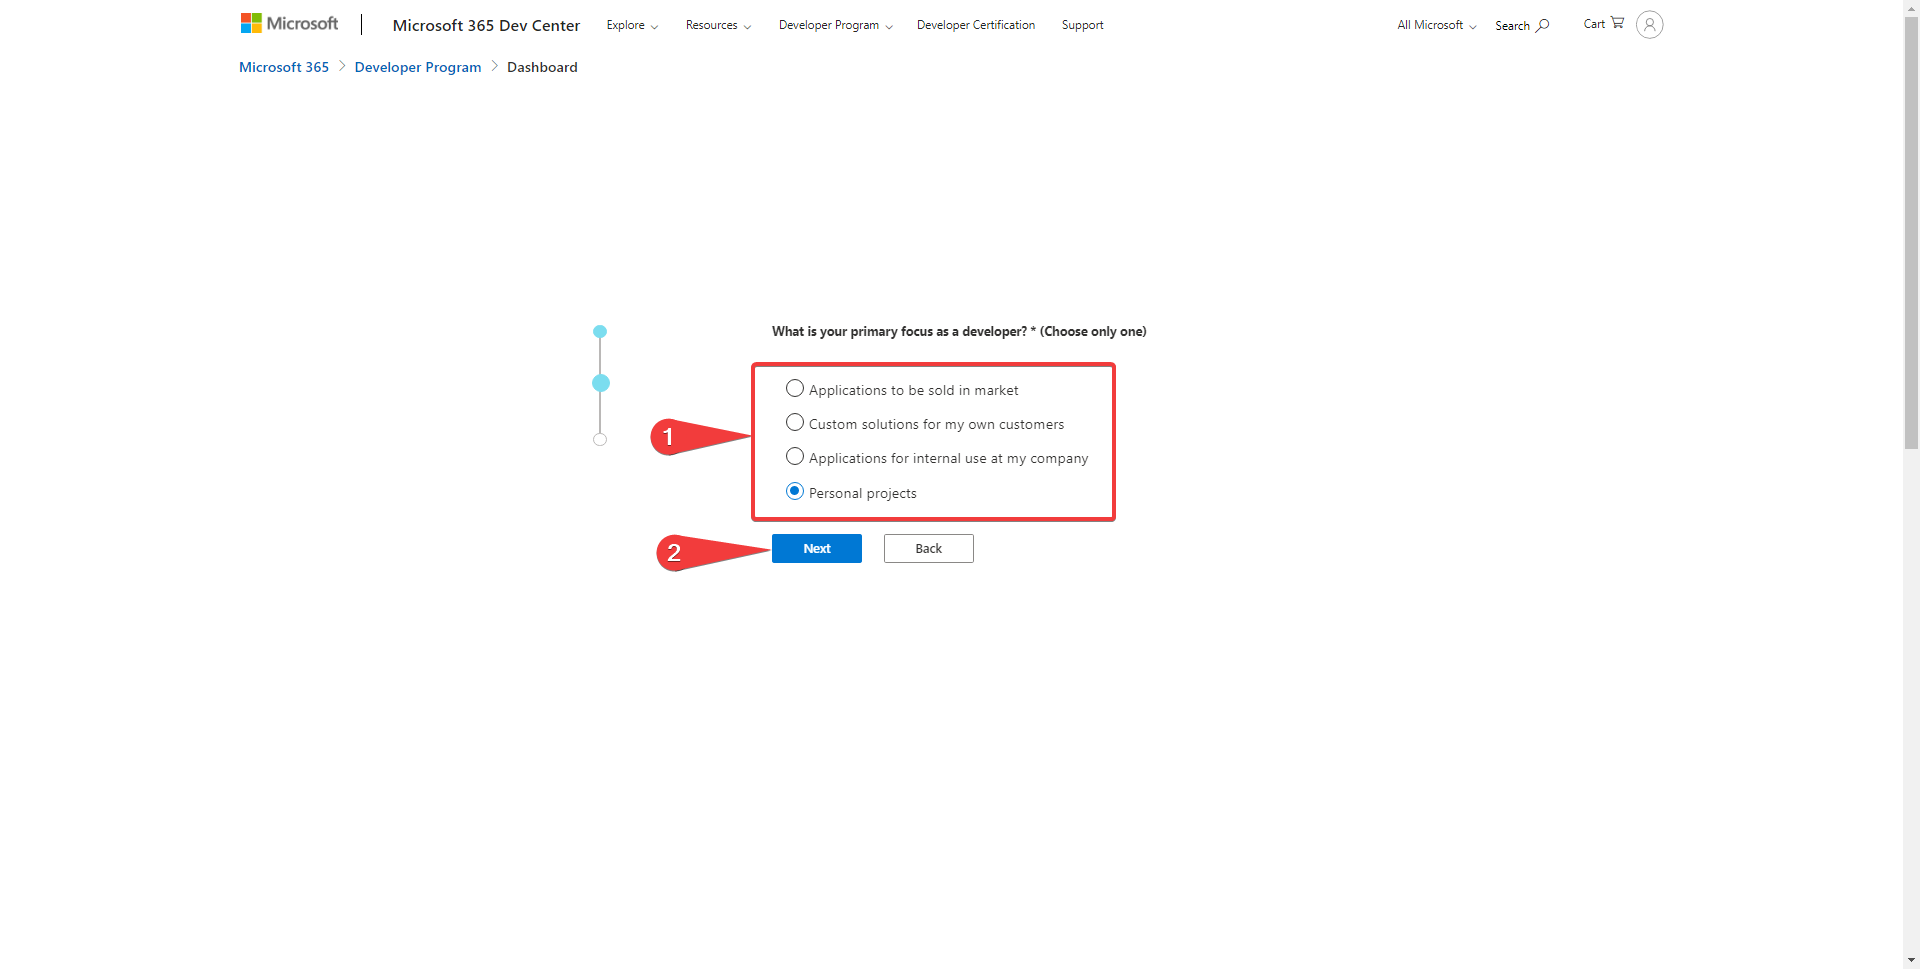 Microsoft | Microsoft 365 Dev Center Explore Resources Developer Program Developer Certification Support All Microsoft Search Cart
Microsoft 365 > Developer Program > Dashboard
What is your primary focus as a developer? * (Choose only one)
Applications to be sold in market
Custom solutions for my own customers
1
Applications for internal use at my company
Personal projects
2 Next Back